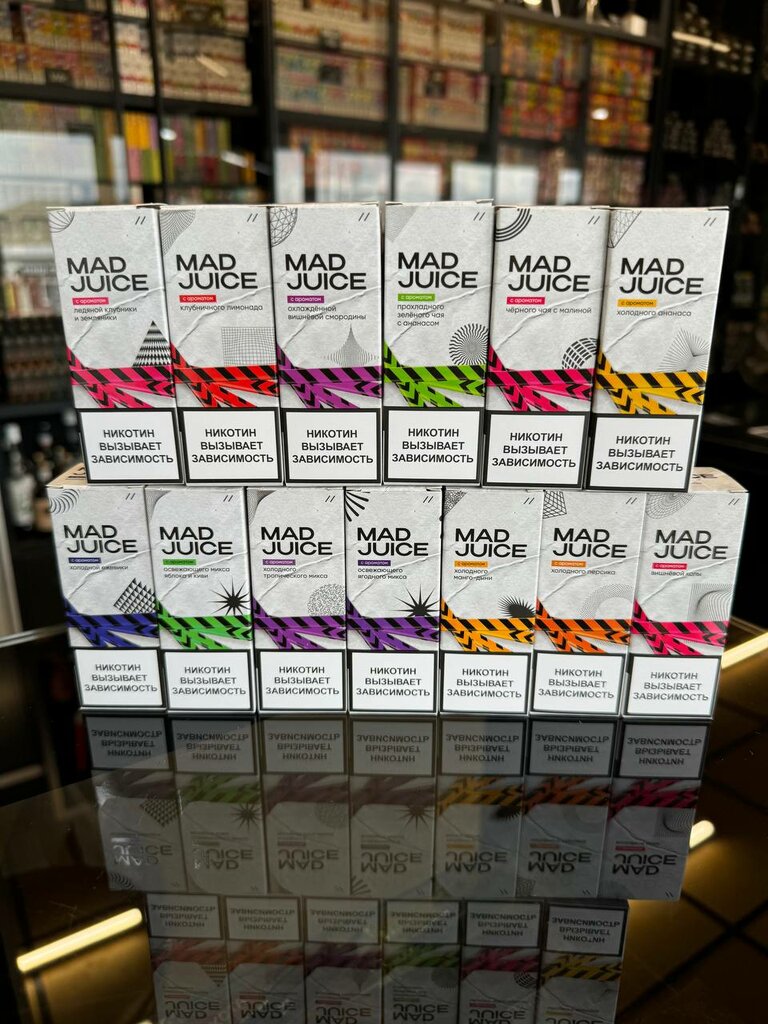 MAD
JUICE
с ароматом
ледяной клубники
и земляники
НИКОТИН
ВЫЗЫВАЕТ
ЗАВИСИМОСТЬ
MAD
JUICE
с ароматом
клубничного лимонада
НИКОТИН
ВЫЗЫВАЕТ
ЗАВИСИМОСТЬ
MAD
JUICE
с ароматом
охлаждённой
вишнёвой смородины
НИКОТИН
ВЫЗЫВАЕТ
ЗАВИСИМОСТЬ
MAD
JUICE
с ароматом
прохладного
зелёного чая
с ананасом
НИКОТИН
ВЫЗЫВАЕТ
ЗАВИСИМОСТЬ
MAD
JUICE
с ароматом
чёрного чая с малиной
НИКОТИН
ВЫЗЫВАЕТ
ЗАВИСИМОСТЬ
MAD
JUICE
с ароматом
холодного ананаса
НИКОТИН
ВЫЗЫВАЕТ
ЗАВИСИМОСТЬ
MAD
JUICE
с ароматом
холодной ежевики
НИКОТИН
ВЫЗЫВАЕТ
ЗАВИСИМОСТЬ
MAD
JUICE
с ароматом
освежающего микса
яблока и киви
НИКОТИН
ВЫЗЫВАЕТ
ЗАВИСИМОСТЬ
MAD
JUICE
с ароматом
холодного
тропического микса
НИКОТИН
ВЫЗЫВАЕТ
ЗАВИСИМОСТЬ
MAD
JUICE
с ароматом
освежающего
ягодного микса
НИКОТИН
ВЫЗЫВАЕТ
ЗАВИСИМОСТЬ
MAD
JUICE
с ароматом
холодного
манго-дыни
НИКОТИН
ВЫЗЫВАЕТ
ЗАВИСИМОСТЬ
MAD
JUICE
с ароматом
холодного персика
НИКОТИН
ВЫЗЫВАЕТ
ЗАВИСИМОСТЬ
MAD
JUICE
с ароматом
вишнёвой колы
НИКОТИН
ВЫЗЫВАЕТ
ЗАВИСИМОСТЬ